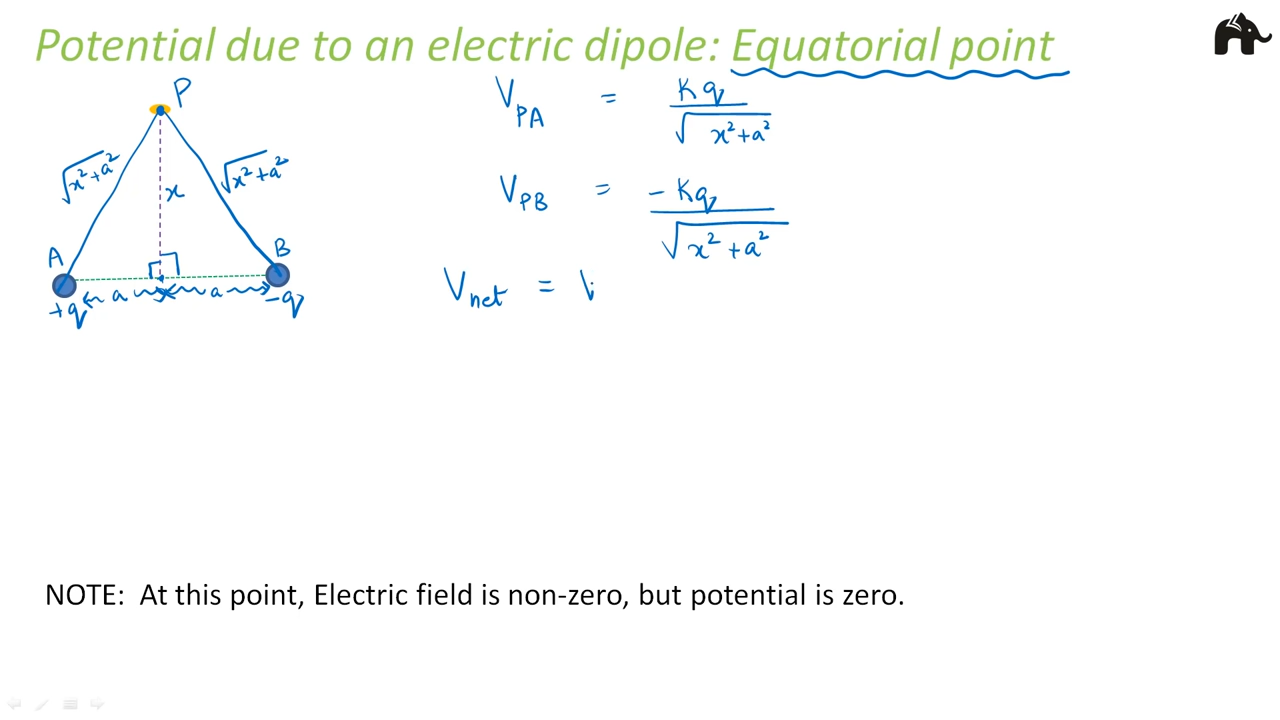 Potential due to an electric dipole: Equatorial point
P
V_PA = Kq / √(x²+a²)
√(x²+a²)
√(x²+a²)
x
V_PB = -Kq / √(x²+a²)
A
B
a
a
+q
-q
V_net = V
NOTE: At this point, Electric field is non-zero, but potential is zero.